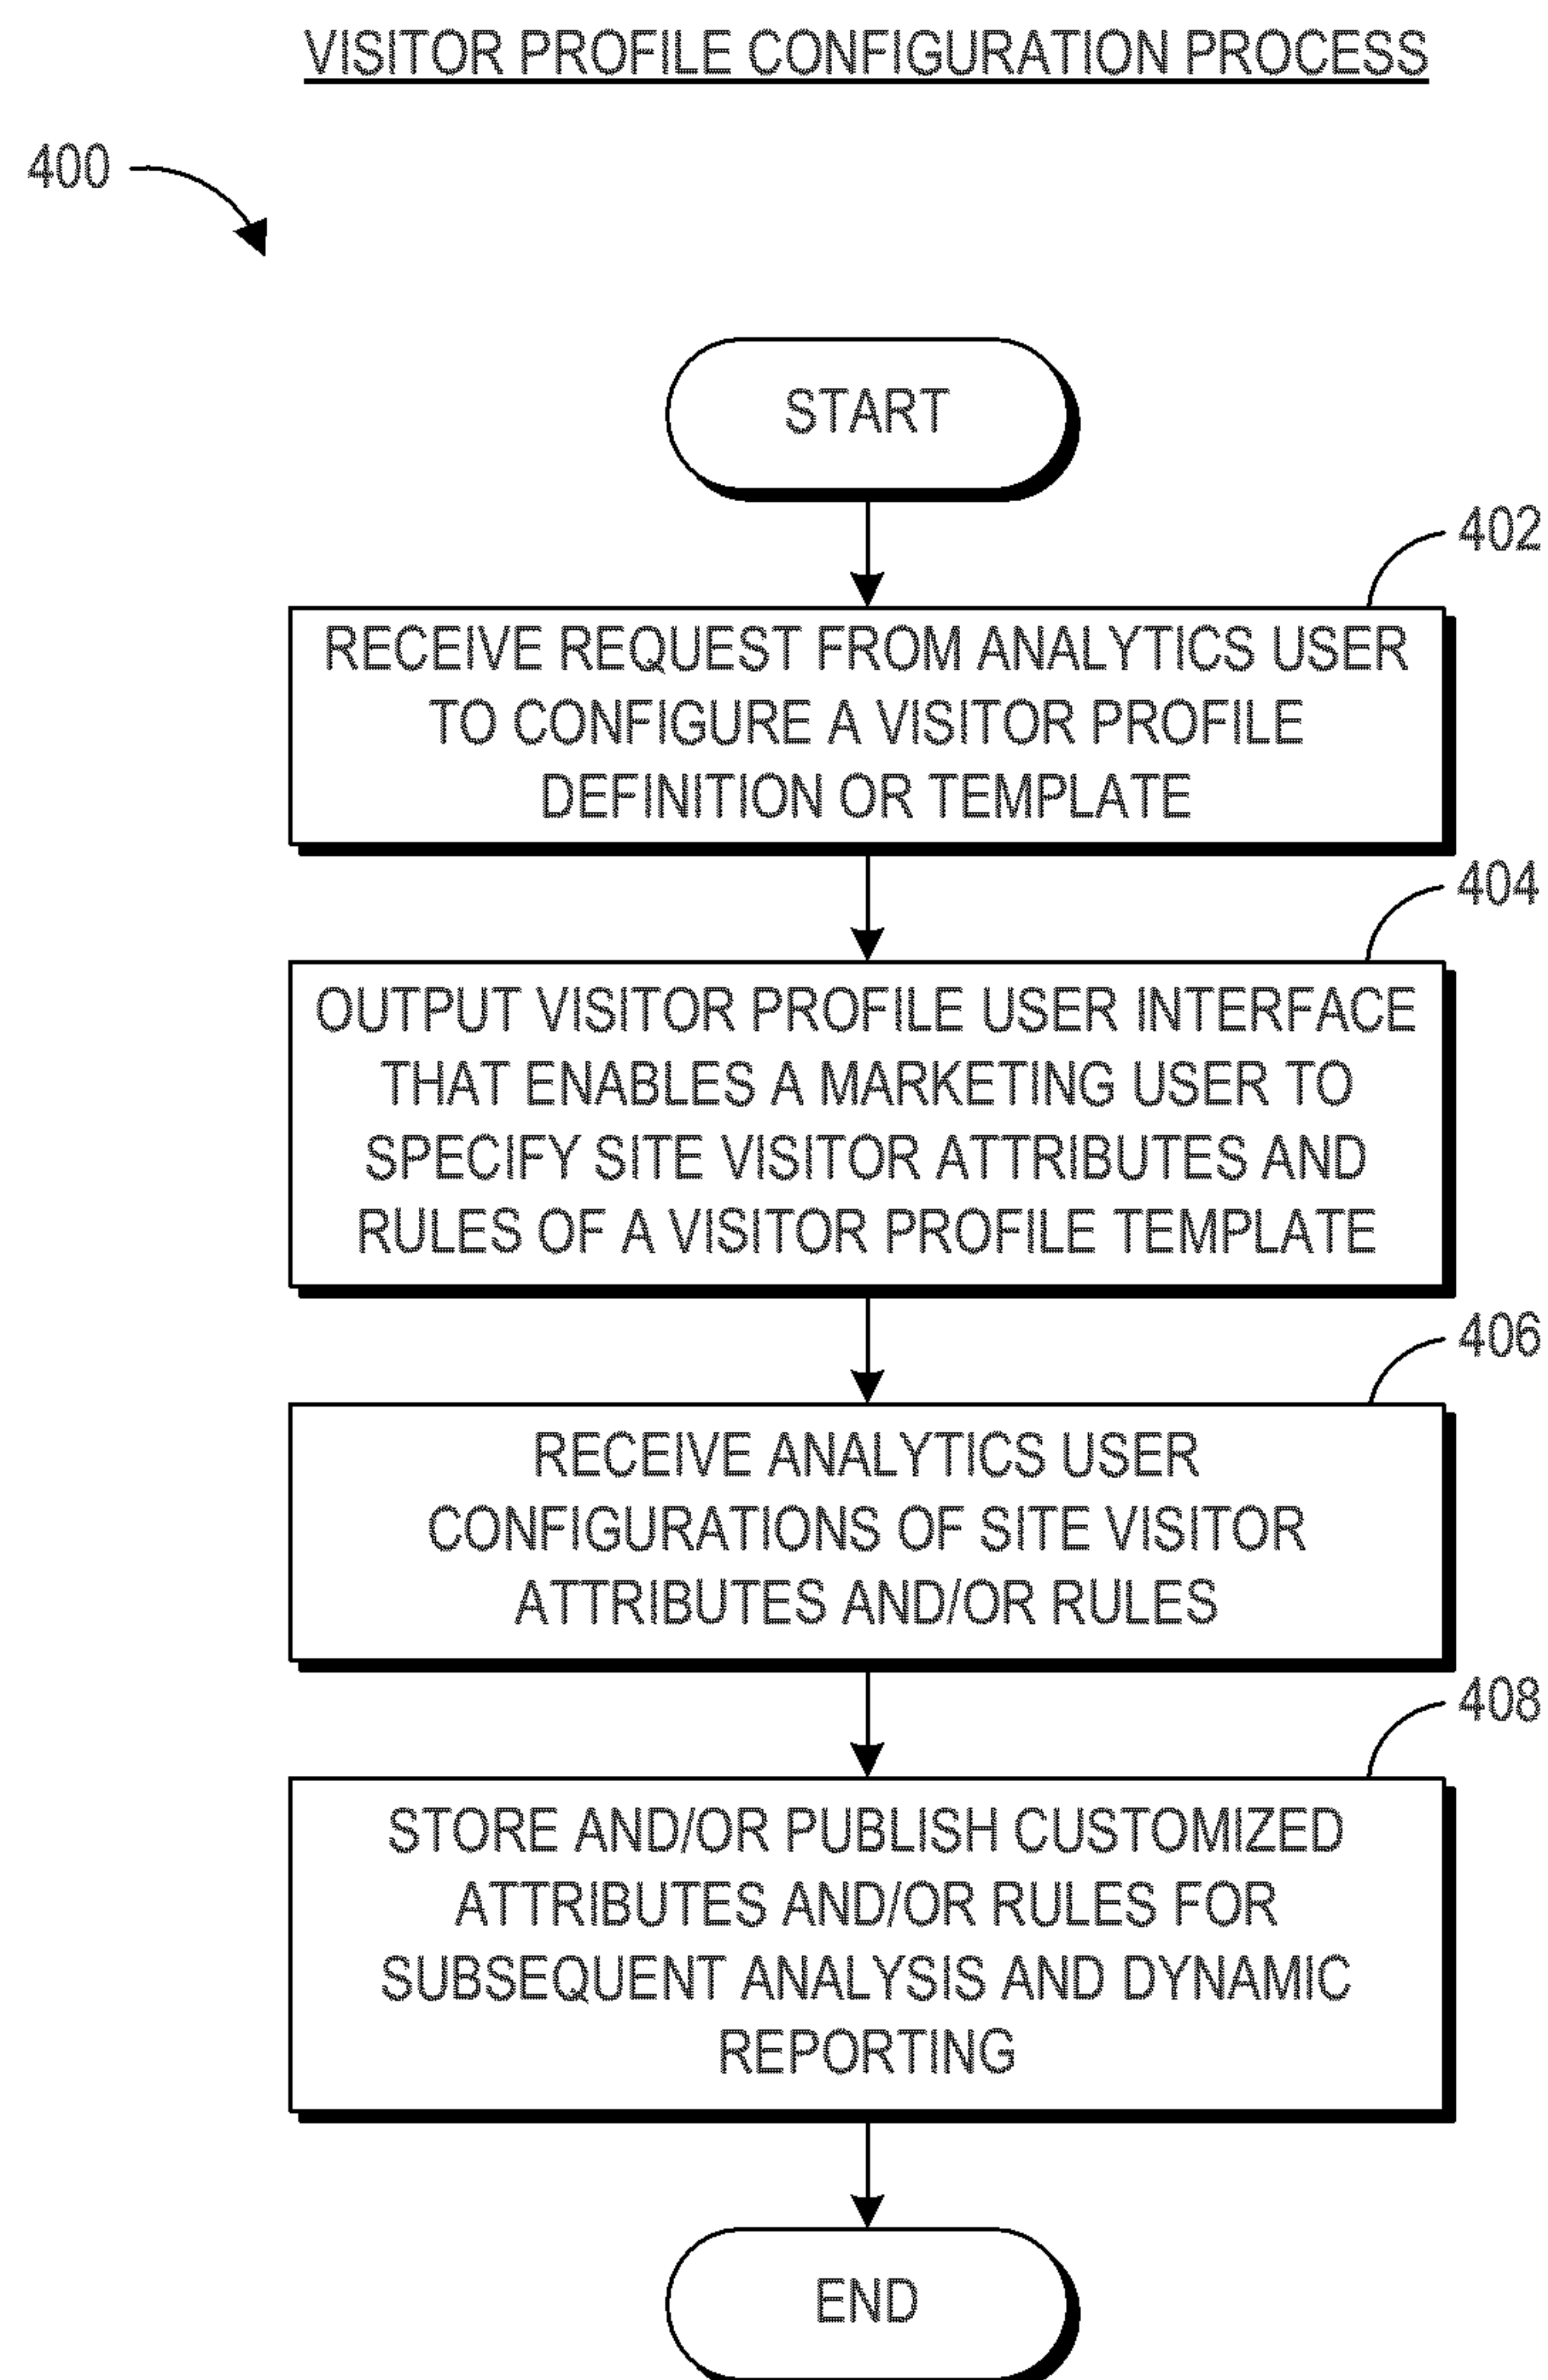 VISITOR PROFILE CONFIGURATION PROCESS
400
START
402
RECEIVE REQUEST FROM ANALYTICS USER
TO CONFIGURE A VISITOR PROFILE
DEFINITION OR TEMPLATE
404
OUTPUT VISITOR PROFILE USER INTERFACE
THAT ENABLES A MARKETING USER TO
SPECIFY SITE VISITOR ATTRIBUTES AND
RULES OF A VISITOR PROFILE TEMPLATE
406
RECEIVE ANALYTICS USER
CONFIGURATIONS OF SITE VISITOR
ATTRIBUTES AND/OR RULES
408
STORE AND/OR PUBLISH CUSTOMIZED
ATTRIBUTES AND/OR RULES FOR
SUBSEQUENT ANALYSIS AND DYNAMIC
REPORTING
END